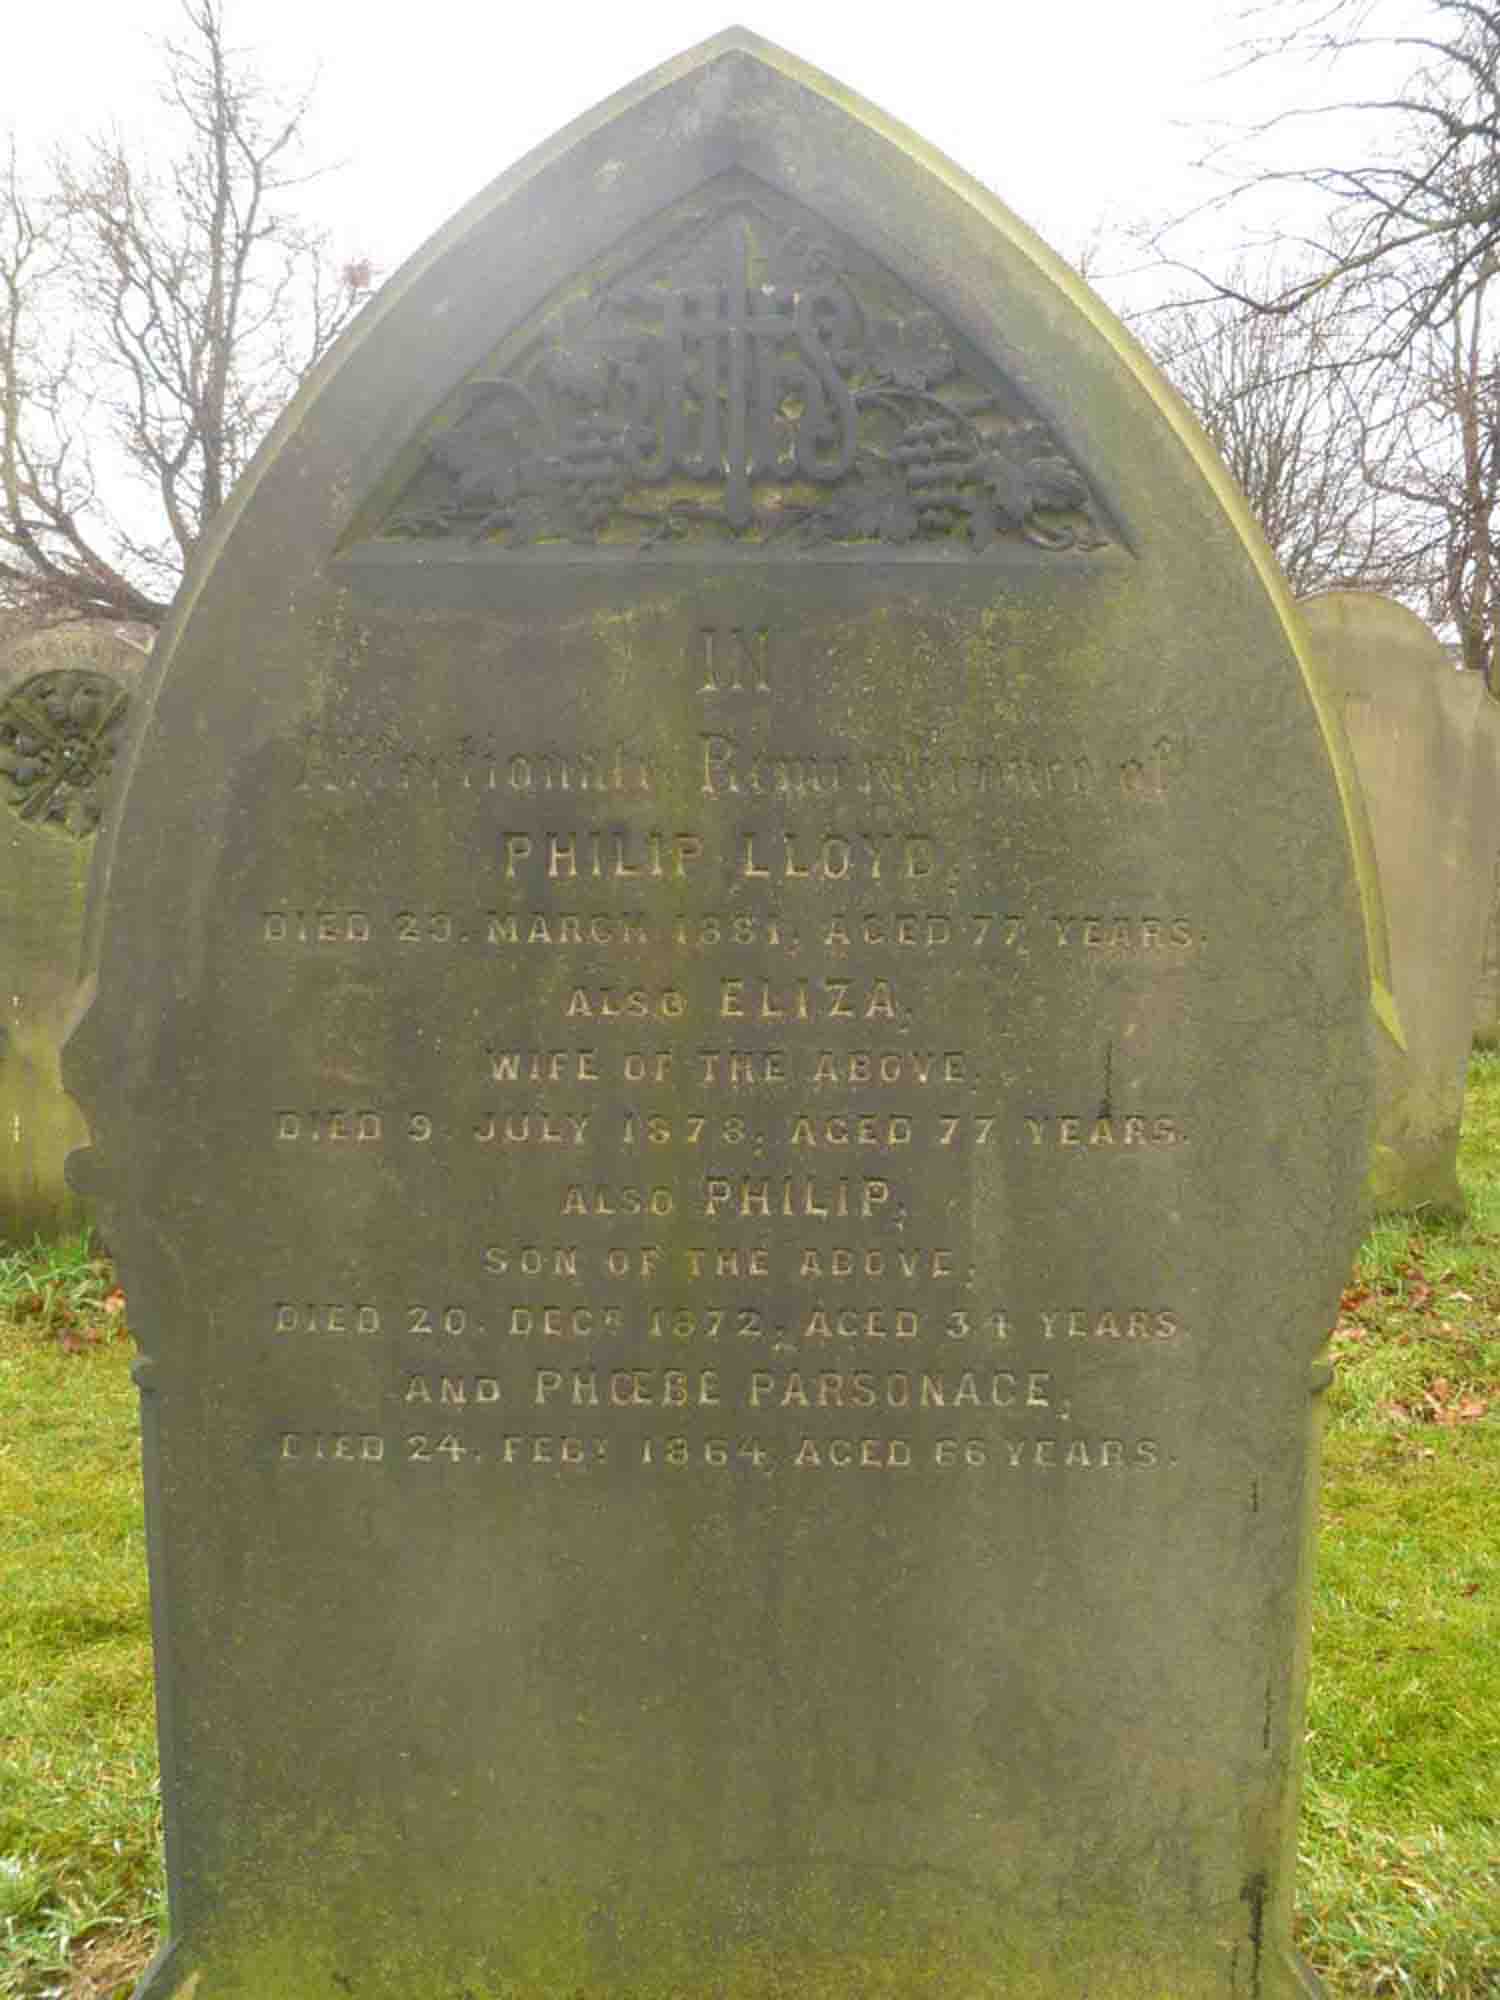 IHS
IN
Affectionate Remembrance of
PHILIP LLOYD,
DIED 23. MARCH 1881, AGED 77 YEARS.
ALSO ELIZA,
WIFE OF THE ABOVE,
DIED 9. JULY 1878, AGED 77 YEARS.
ALSO PHILIP,
SON OF THE ABOVE,
DIED 20. DECR 1872, AGED 34 YEARS.
AND PHŒBE PARSONAGE,
DIED 24. FEBY 1864, AGED 66 YEARS.